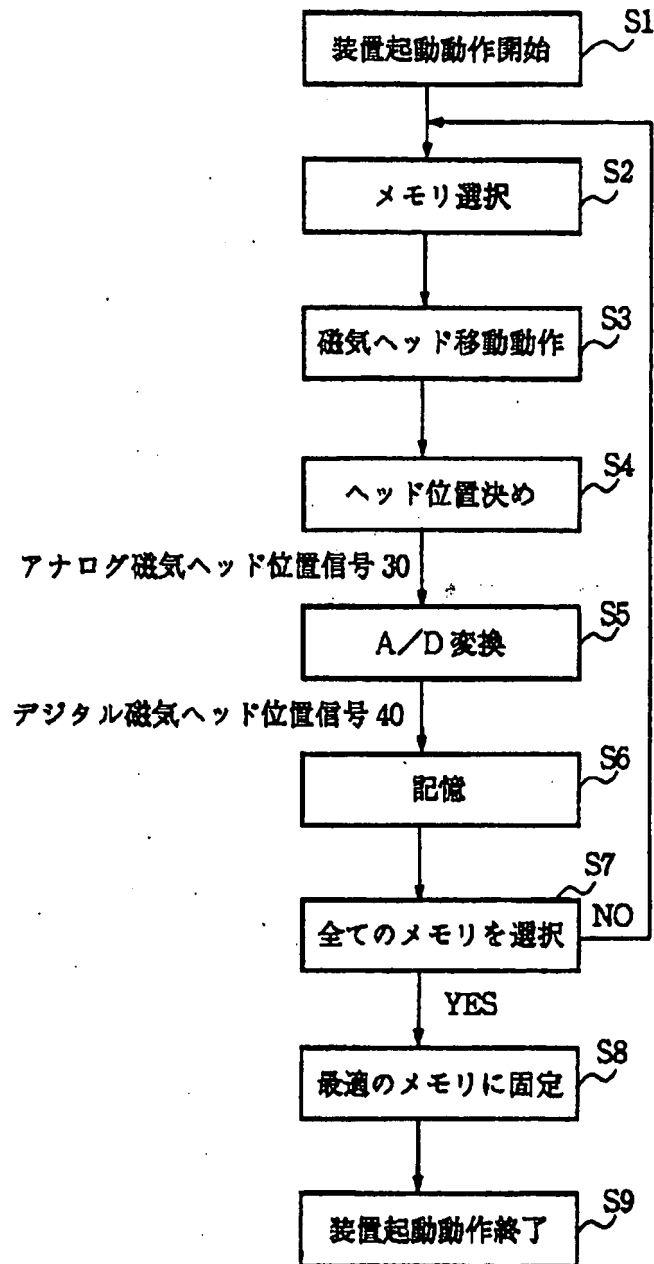 装置起動動作開始
S1
メモリ選択
S2
磁気ヘッド移動動作
S3
ヘッド位置決め
S4
アナログ磁気ヘッド位置信号30
A/D変換
S5
デジタル磁気ヘッド位置信号40
記憶
S6
全てのメモリを選択
S7
NO
YES
最適のメモリに固定
S8
装置起動動作終了
S9